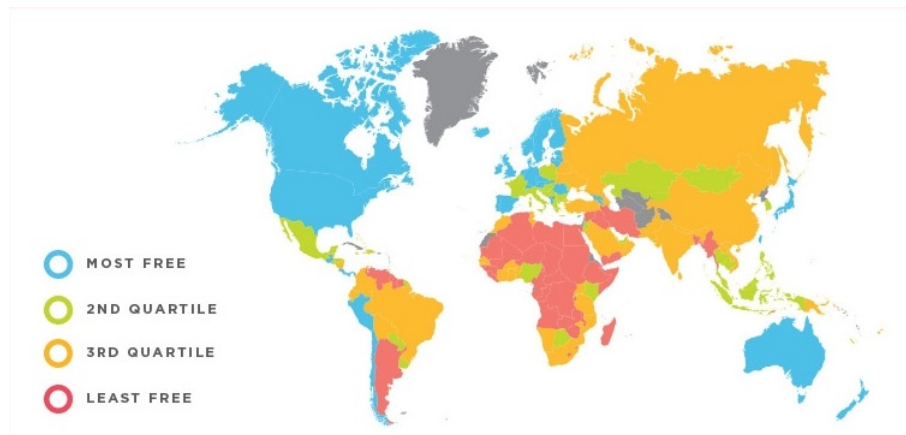 MOST FREE
2ND QUARTILE
3RD QUARTILE
LEAST FREE